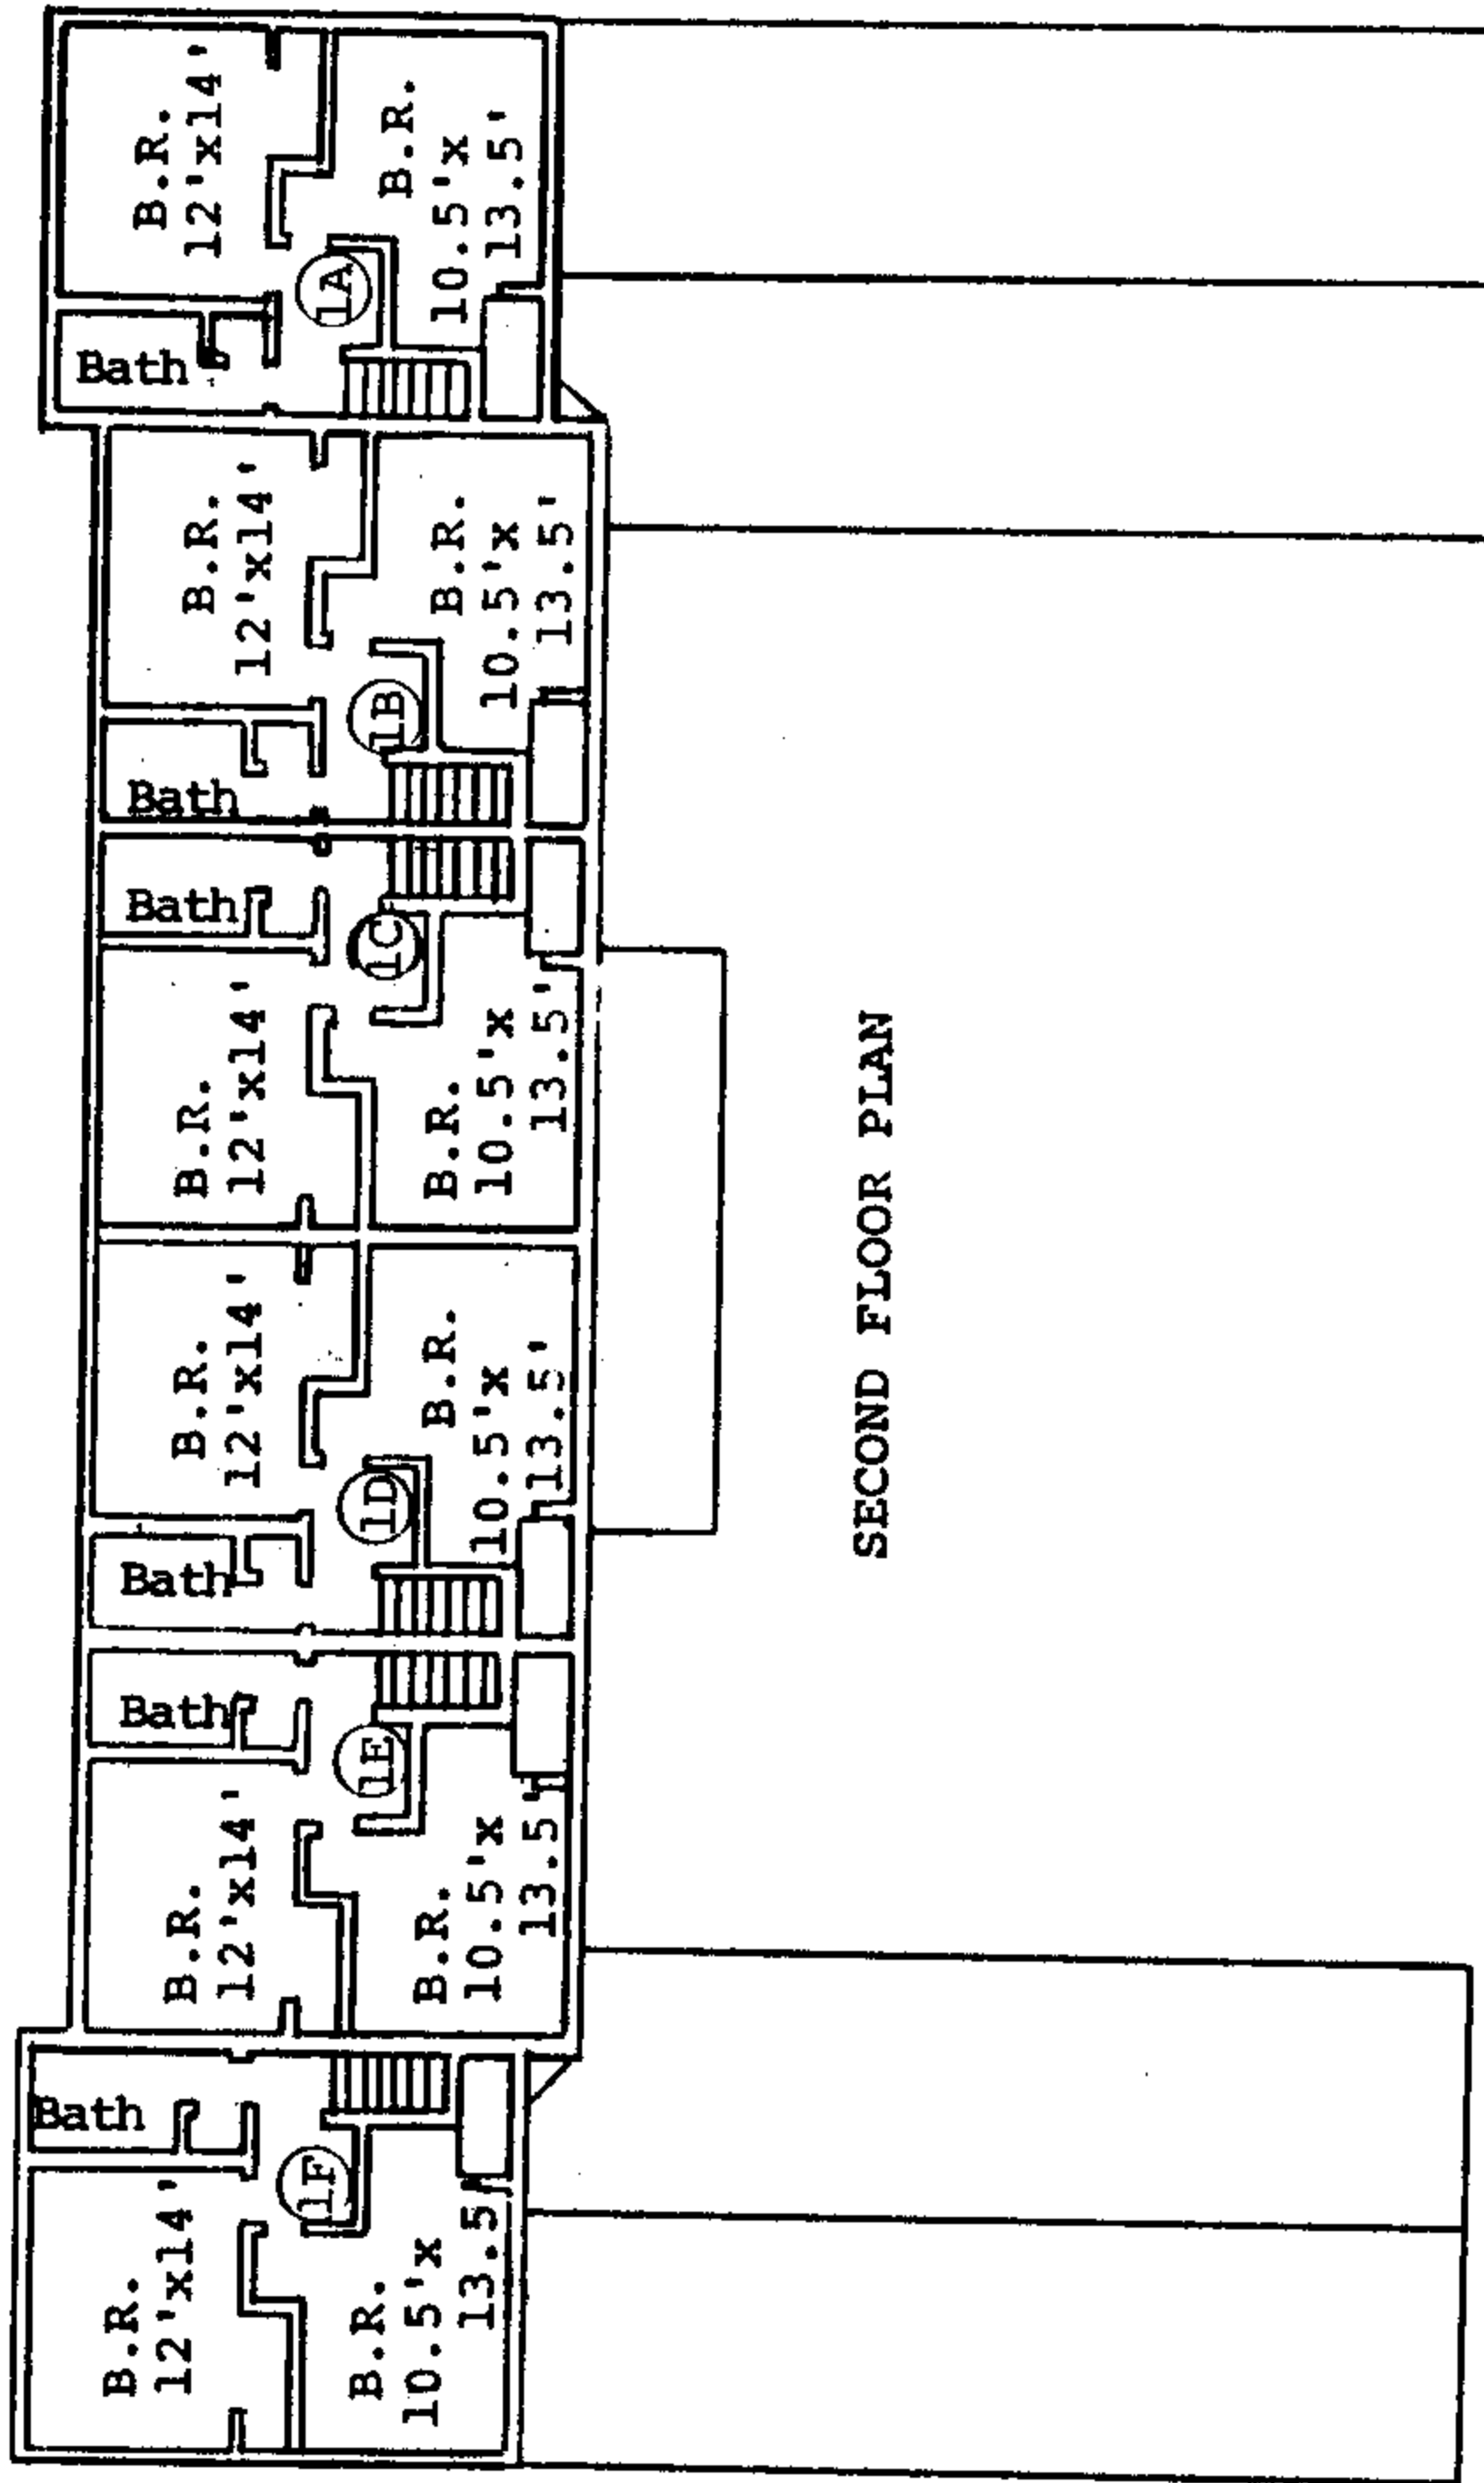 B.R.
12'x14'
Bath
1A
B.R.
10.5'x
13.5'
B.R.
12'x14'
Bath
1B
B.R.
10.5'x
13.5'
Bath
B.R.
12'x14'
1C
B.R.
10.5'x
13.5'
B.R.
12'x14'
Bath
1D
B.R.
10.5'x
13.5'
Bath
B.R.
12'x14'
1E
B.R.
10.5'x
13.5'
Bath
B.R.
12'x14'
1F
B.R.
10.5'x
13.5'
SECOND FLOOR PLAN